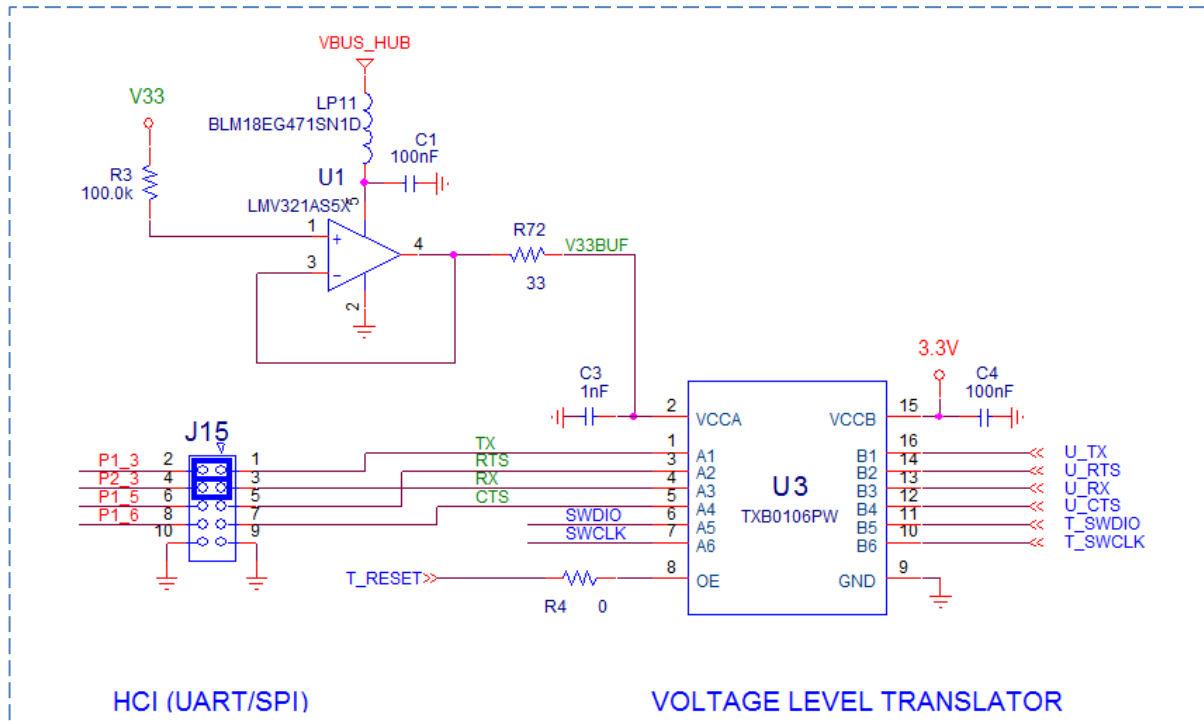 VBUS_HUB
V33
LP11
BLM18EG471SN1D
C1
100nF
R3
100.0k
U1
LMV321AS5X
5
1
+
4
3
-
2
R72
V33BUF
33
3.3V
C3
1nF
C4
100nF
2
VCCA
VCCB
15
J15
TX
1
A1
B1
16
U_TX
P1_3
2
1
RTS
3
A2
B2
14
U_RTS
P2_3
4
3
RX
4
A3
U3
B3
13
U_RX
P1_5
6
5
CTS
5
A4
B4
12
U_CTS
P1_6
8
7
SWDIO
6
A5
TXB0106PW
B5
11
T_SWDIO
10
9
SWCLK
7
A6
B6
10
T_SWCLK
T_RESET
8
OE
GND
9
R4
0
HCI (UART/SPI)
VOLTAGE LEVEL TRANSLATOR